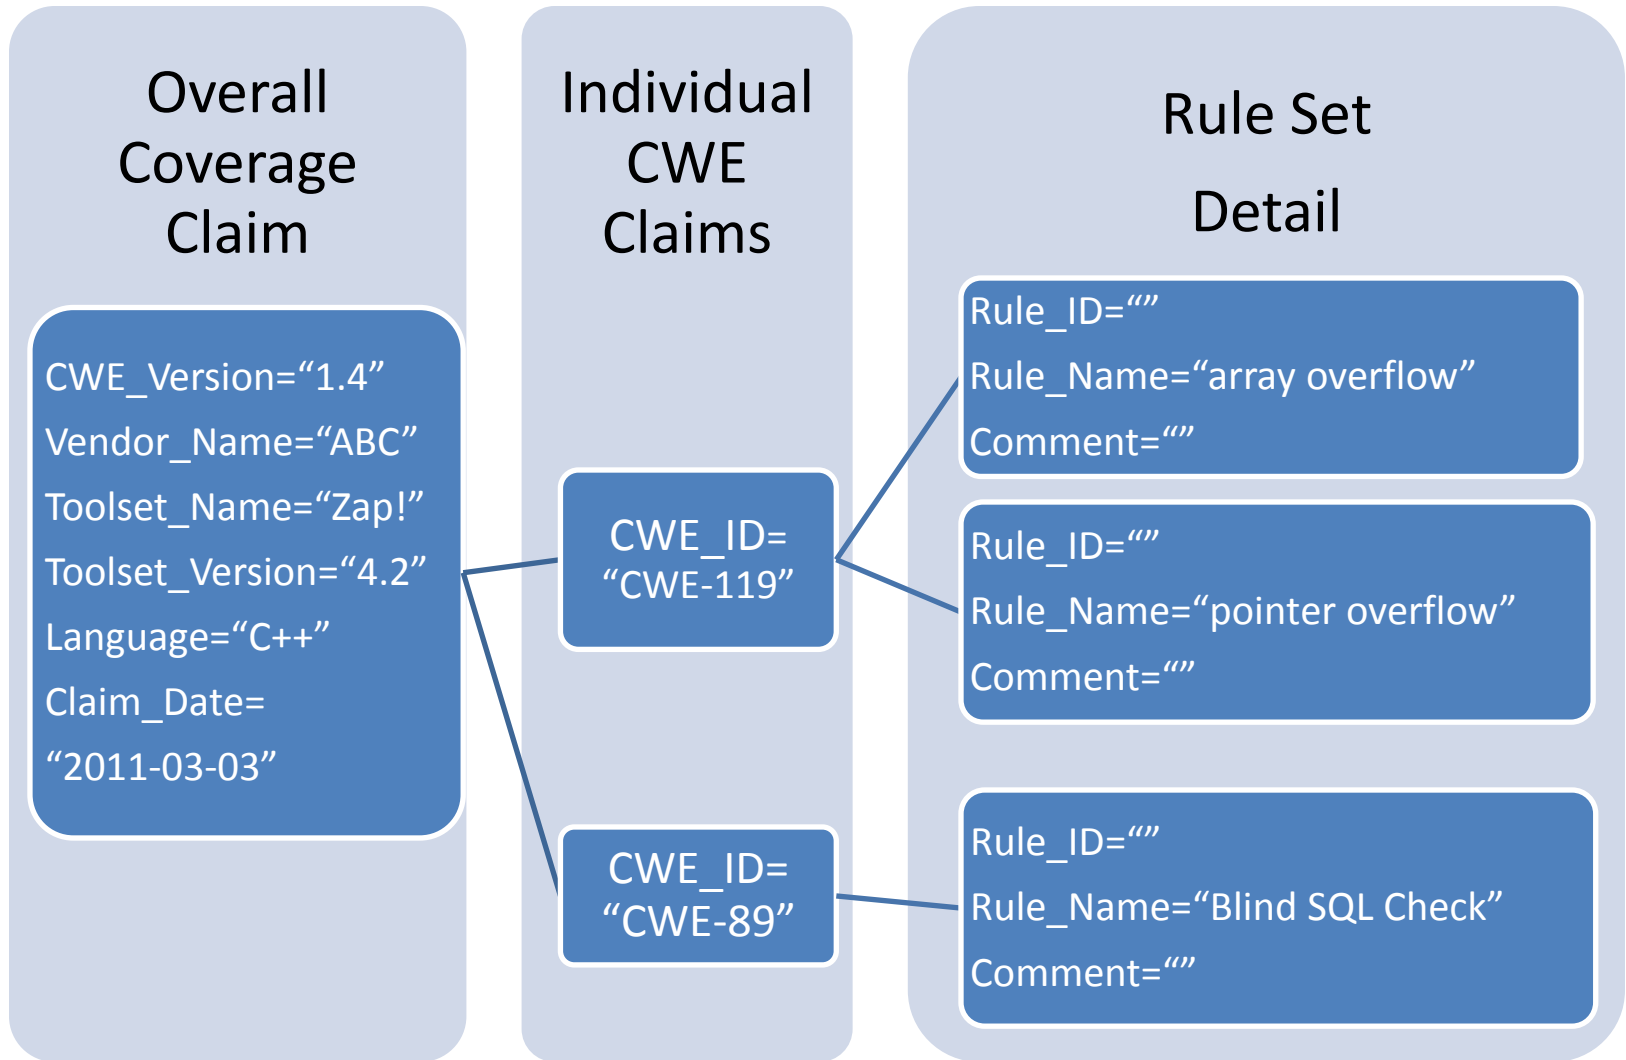 Overall
Coverage
Claim
CWE_Version=“1.4”
Vendor_Name=“ABC”
Toolset_Name=“Zap!”
Toolset_Version=“4.2”
Language=“C++”
Claim_Date=
“2011-03-03”
Individual
CWE
Claims
CWE_ID=
“CWE-119”
CWE_ID=
“CWE-89”
Rule Set
Detail
Rule_ID=“”
Rule_Name=“array overflow”
Comment=“”
Rule_ID=“”
Rule_Name=“pointer overflow”
Comment=“”
Rule_ID=“”
Rule_Name=“Blind SQL Check”
Comment=“”